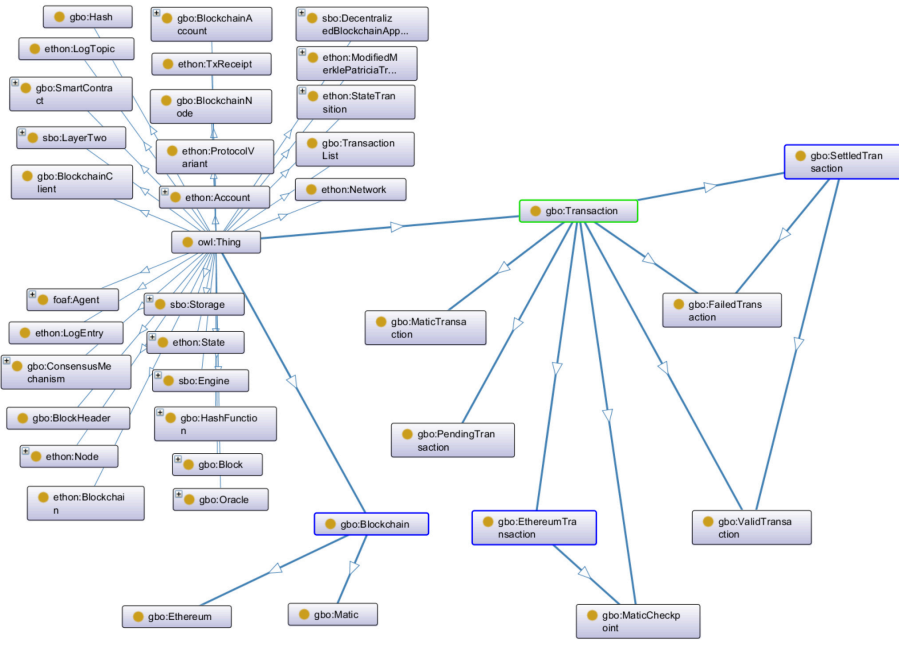 gbo:Hash
gbo:BlockchainA
ccount
sbo:Decentraliz
edBlockchainApp...
ethon:LogTopic
ethon:TxReceipt
ethon:ModifiedM
erklePatriciaTr...
gbo:SmartContra
ct
gbo:BlockchainN
ode
ethon:StateTran
sition
sbo:LayerTwo
ethon:ProtocolV
ariant
gbo:Transaction
List
gbo:BlockchainC
lient
ethon:Account
ethon:Network
gbo:SettledTran
saction
gbo:Transaction
owl:Thing
foaf:Agent
sbo:Storage
gbo:MaticTransa
ction
gbo:FailedTrans
action
ethon:LogEntry
ethon:State
gbo:ConsensusMe
chanism
sbo:Engine
gbo:BlockHeader
gbo:HashFunctio
n
gbo:PendingTran
saction
ethon:Node
gbo:Block
ethon:Blockchai
n
gbo:Oracle
gbo:Blockchain
gbo:EthereumTra
nsaction
gbo:ValidTransa
ction
gbo:Ethereum
gbo:Matic
gbo:MaticCheckp
oint